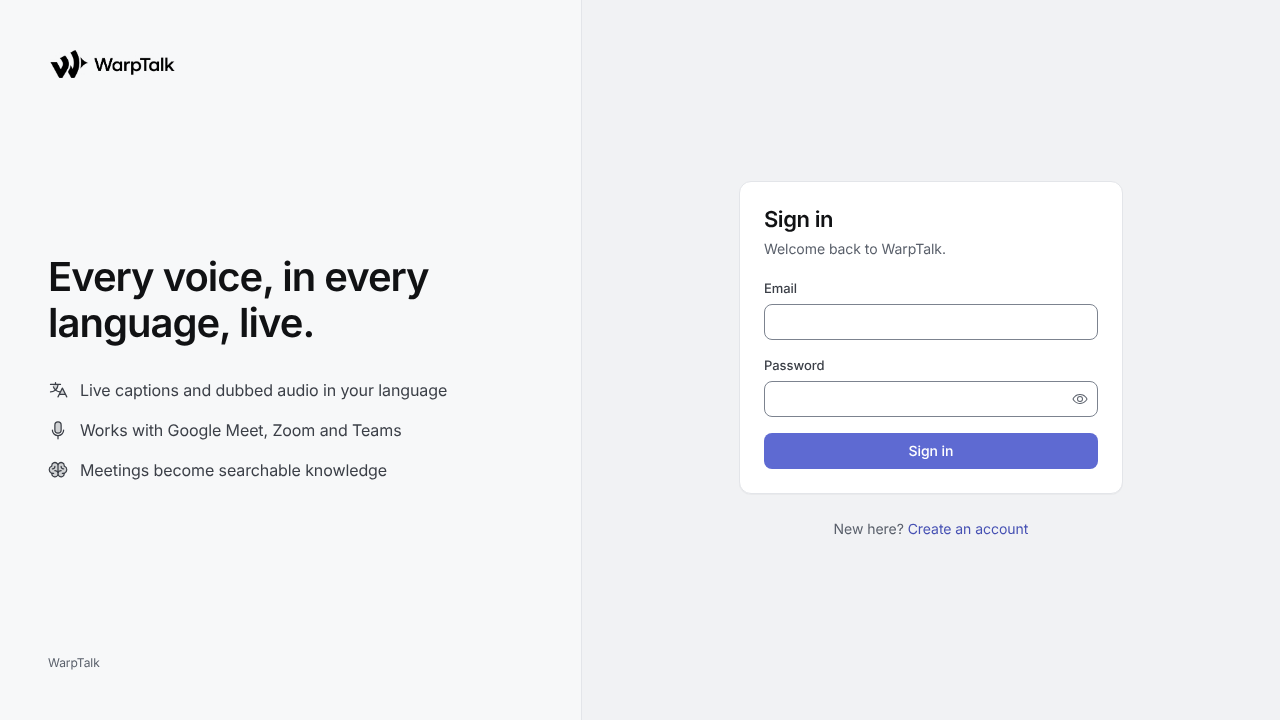 WarpTalk
Every voice, in every
language, live.
Live captions and dubbed audio in your language
Works with Google Meet, Zoom and Teams
Meetings become searchable knowledge
WarpTalk
Sign in
Welcome back to WarpTalk.
Email
Password
Sign in
New here? Create an account